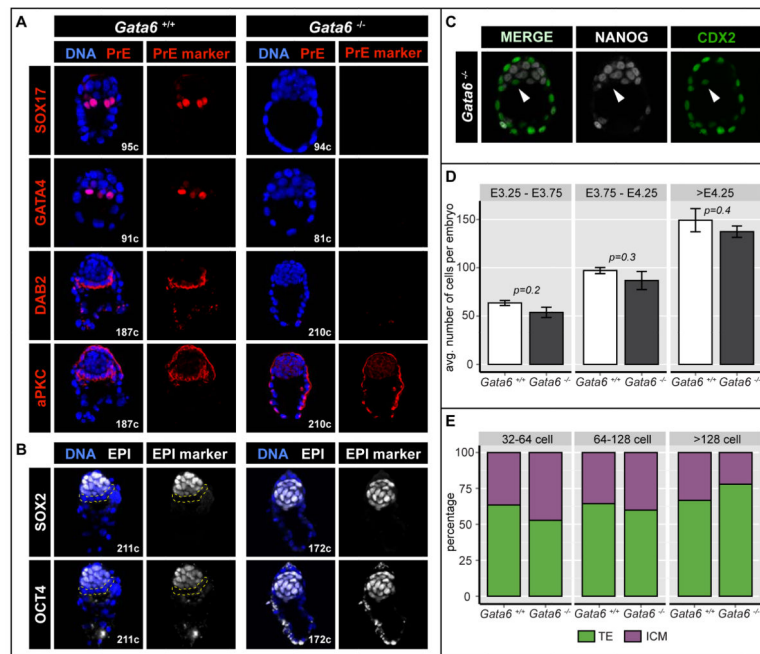 A
Gata6 +/+
Gata6 -/-
DNA PrE
PrE marker
DNA PrE
PrE marker
SOX17
95c
94c
GATA4
91c
81c
DAB2
187c
210c
aPKC
187c
210c
B
DNA EPI
EPI marker
DNA EPI
EPI marker
SOX2
211c
172c
OCT4
211c
172c
C
MERGE
NANOG
CDX2
Gata6 -/-
D
E3.25 - E3.75
E3.75 - E4.25
>E4.25
avg. number of cells per embryo
150
100
50
0
p=0.2
p=0.3
p=0.4
Gata6 +/+ Gata6 -/-
Gata6 +/+ Gata6 -/-
Gata6 +/+ Gata6 -/-
E
32-64 cell
64-128 cell
>128 cell
percentage
100
75
50
25
0
Gata6 +/+ Gata6 -/-
Gata6 +/+ Gata6 -/-
Gata6 +/+ Gata6 -/-
TE
ICM